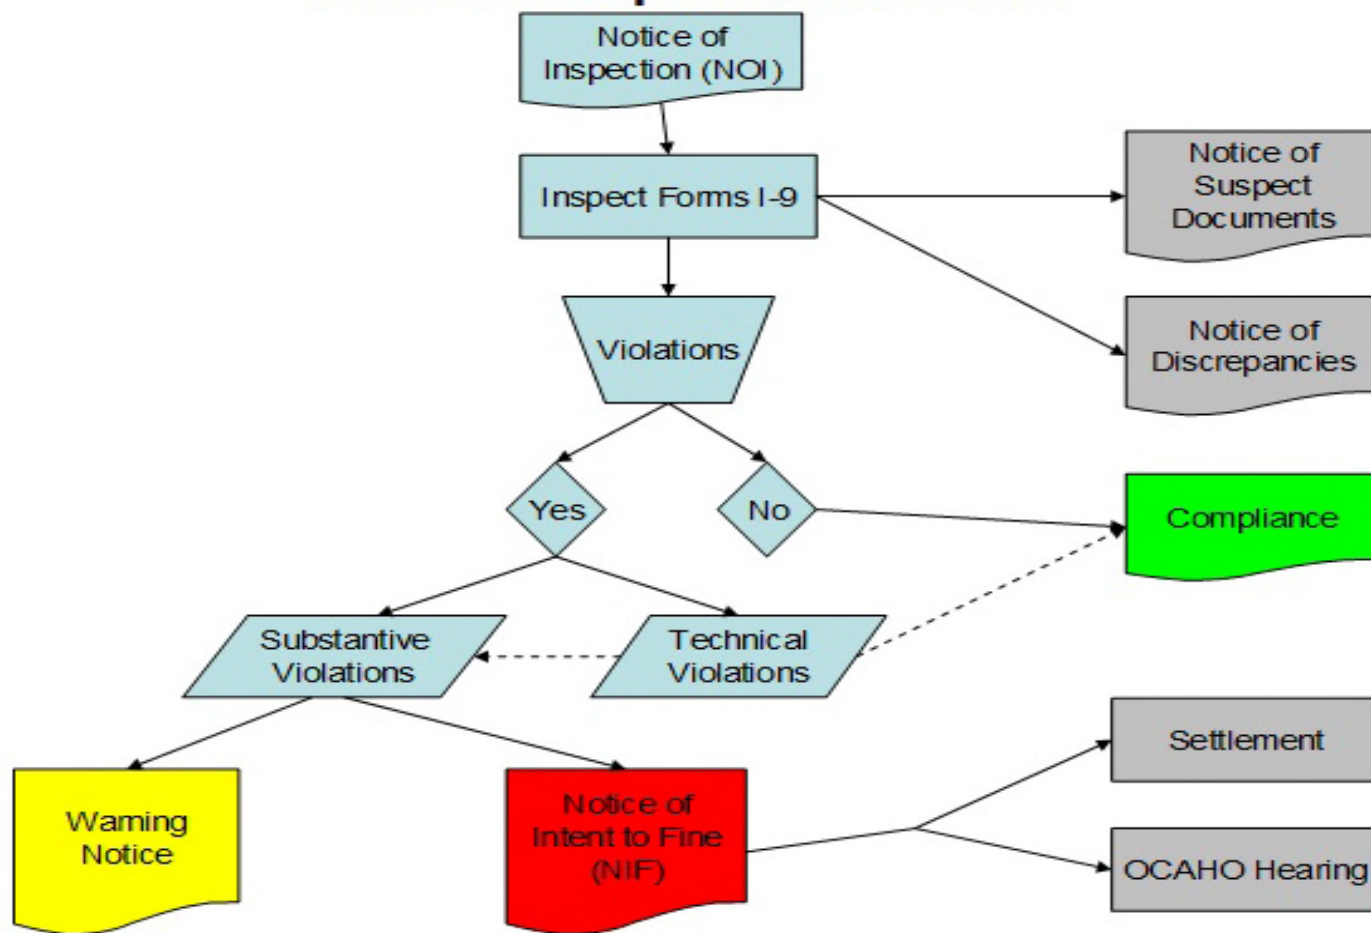 Notice of
Inspection (NOI)
Inspect Forms I-9
Notice of
Suspect
Documents
Violations
Notice of
Discrepancies
Yes
No
Compliance
Substantive
Violations
Technical
Violations
Warning
Notice
Notice of
Intent to Fine
(NIF)
Settlement
OCAHO Hearing